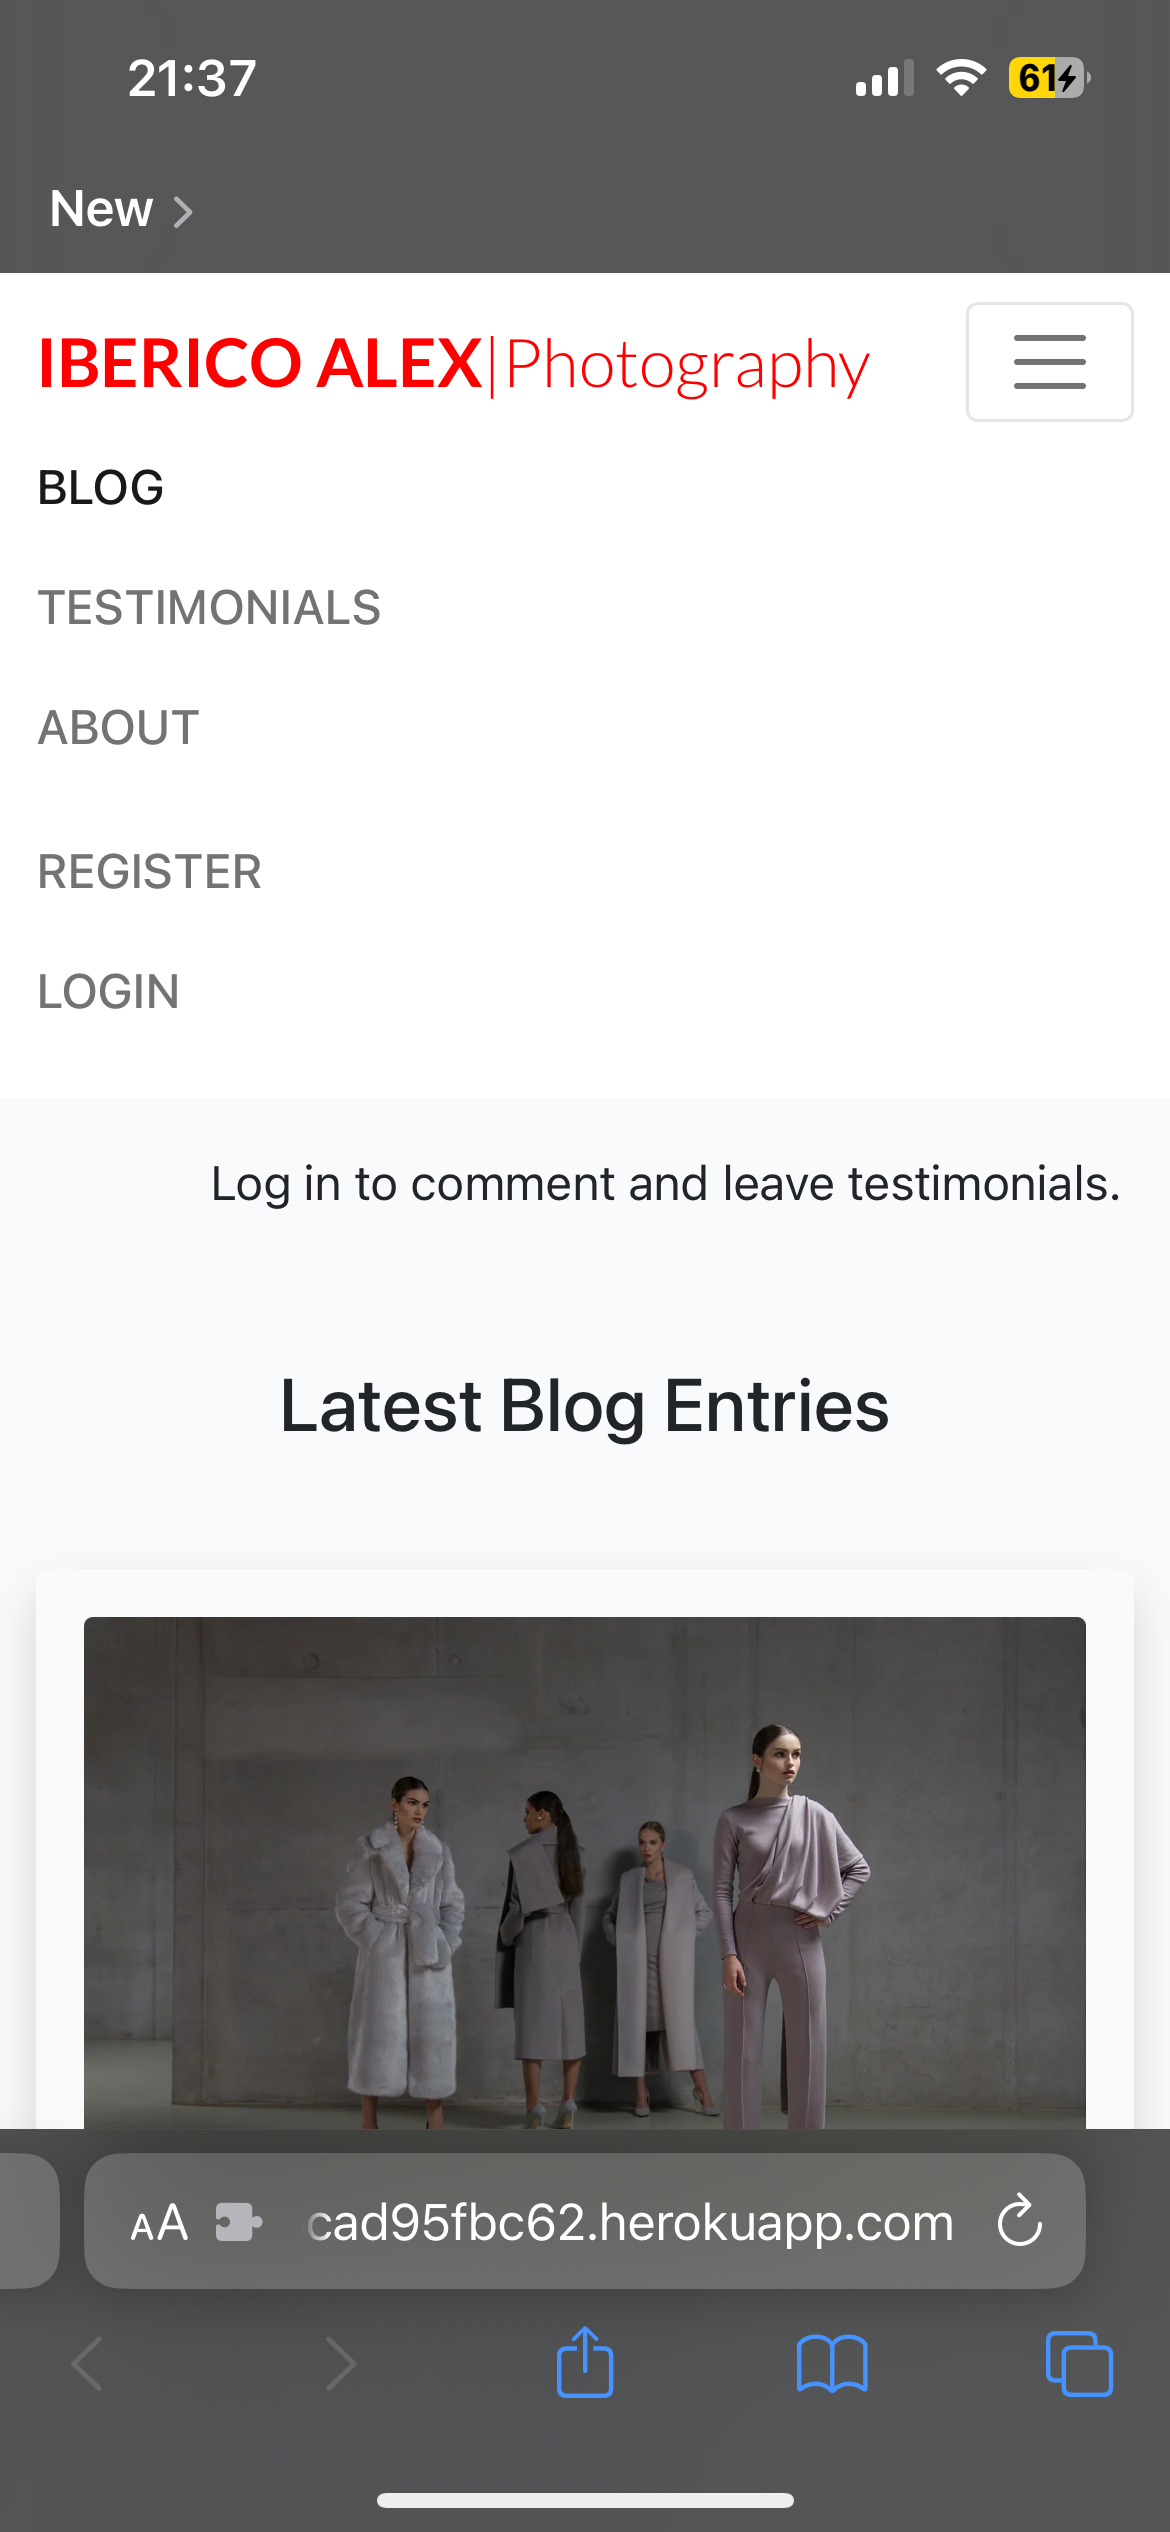 21:37
61
New >
IBERICO ALEX|Photography
BLOG
TESTIMONIALS
ABOUT
REGISTER
LOGIN
Log in to comment and leave testimonials.
Latest Blog Entries
AA cad95fbc62.herokuapp.com